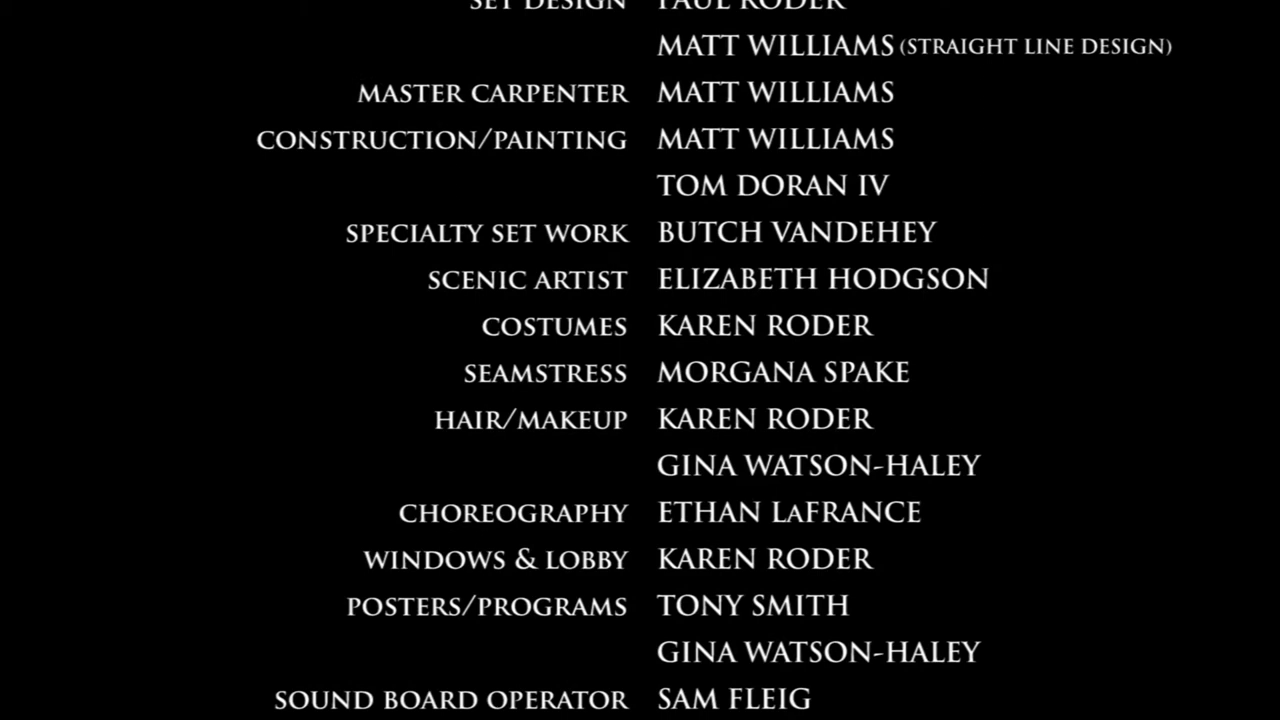 SET DESIGN PAUL RODER
MATT WILLIAMS (STRAIGHT LINE DESIGN)
MASTER CARPENTER MATT WILLIAMS
CONSTRUCTION/PAINTING MATT WILLIAMS
TOM DORAN IV
SPECIALTY SET WORK BUTCH VANDEHEY
SCENIC ARTIST ELIZABETH HODGSON
COSTUMES KAREN RODER
SEAMSTRESS MORGANA SPAKE
HAIR/MAKEUP KAREN RODER
GINA WATSON-HALEY
CHOREOGRAPHY ETHAN LaFRANCE
WINDOWS & LOBBY KAREN RODER
POSTERS/PROGRAMS TONY SMITH
GINA WATSON-HALEY
SOUND BOARD OPERATOR SAM FLEIG